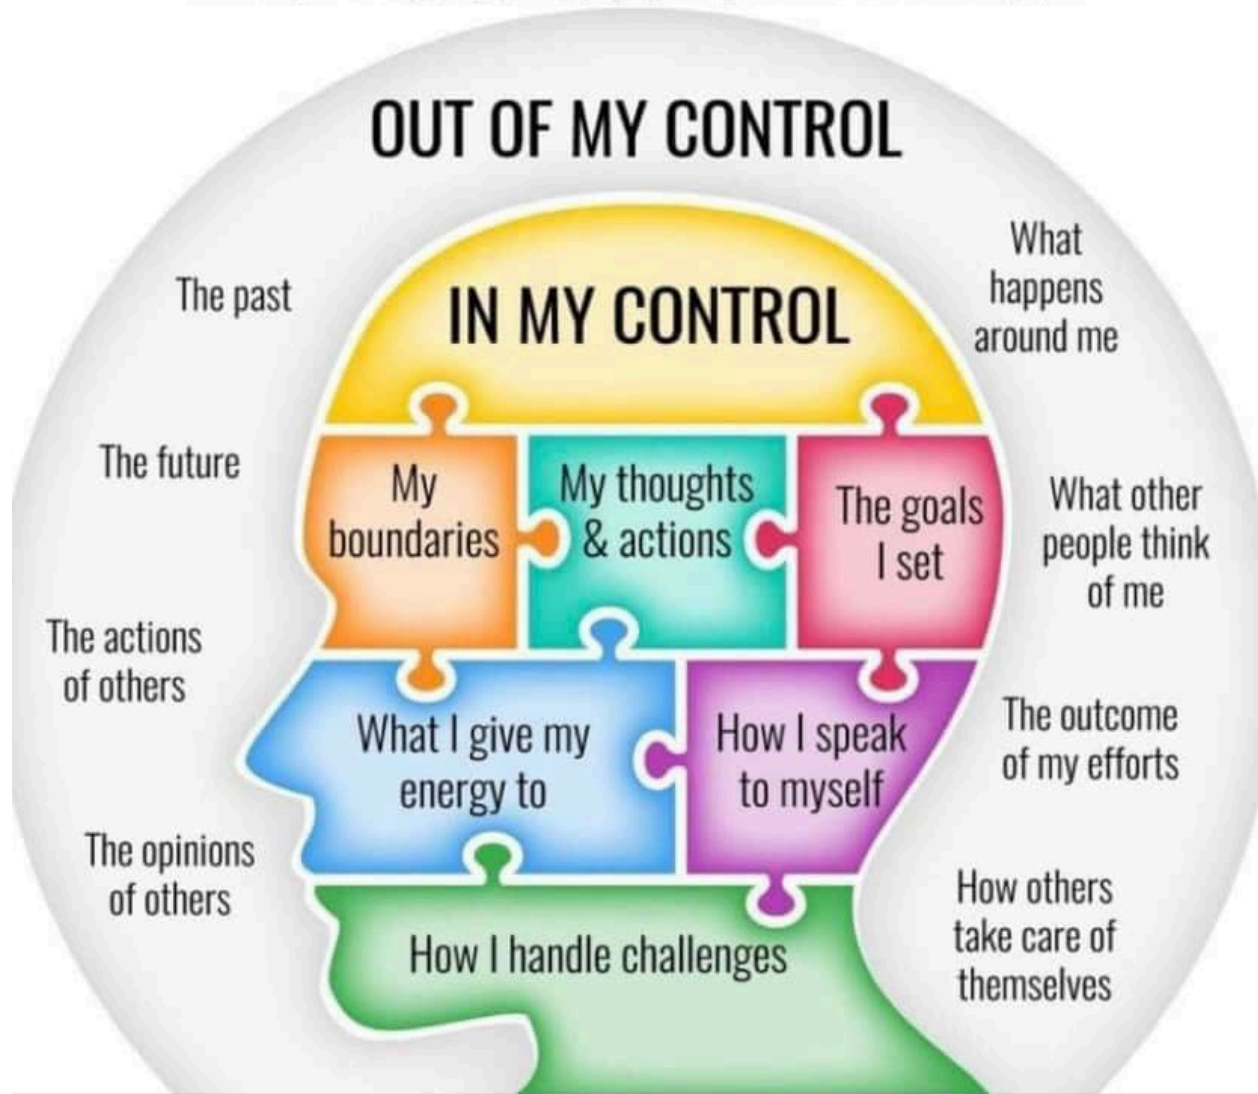 OUT OF MY CONTROL
IN MY CONTROL
The past
The future
The actions
of others
The opinions
of others
My
boundaries
My thoughts
& actions
The goals
I set
What I give my
energy to
How I speak
to myself
How I handle challenges
What
happens
around me
What other
people think
of me
The outcome
of my efforts
How others
take care of
themselves